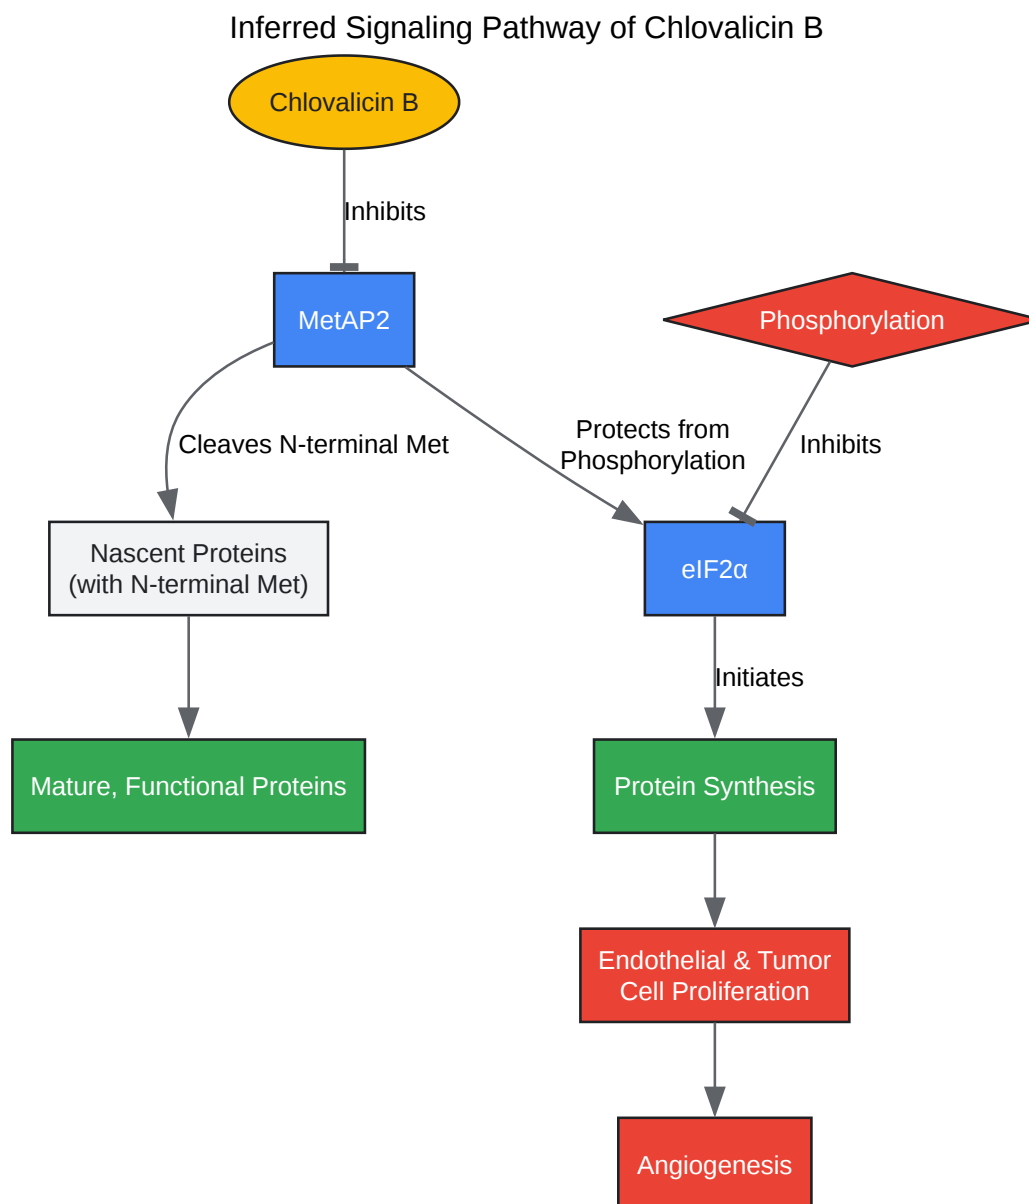 Inferred Signaling Pathway of Chlovalicin B
Chlovalicin B
Inhibits
MetAP2
Phosphorylation
Cleaves N-terminal Met
Protects from
Phosphorylation
Inhibits
Nascent Proteins
(with N-terminal Met)
eIF2α
Initiates
Mature, Functional Proteins
Protein Synthesis
Endothelial & Tumor
Cell Proliferation
Angiogenesis